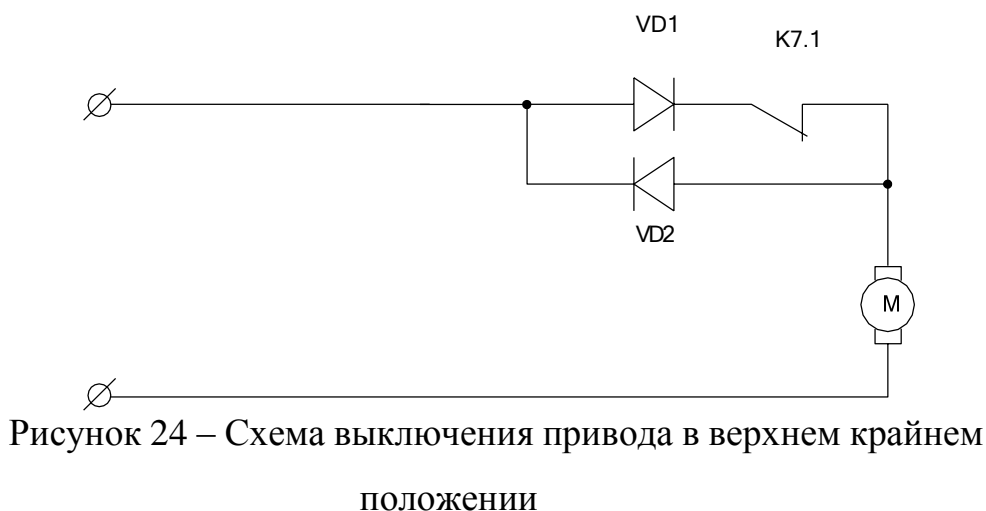 VD1
K7.1
VD2
M
Рисунок 24 – Схема выключения привода в верхнем крайнем
положении